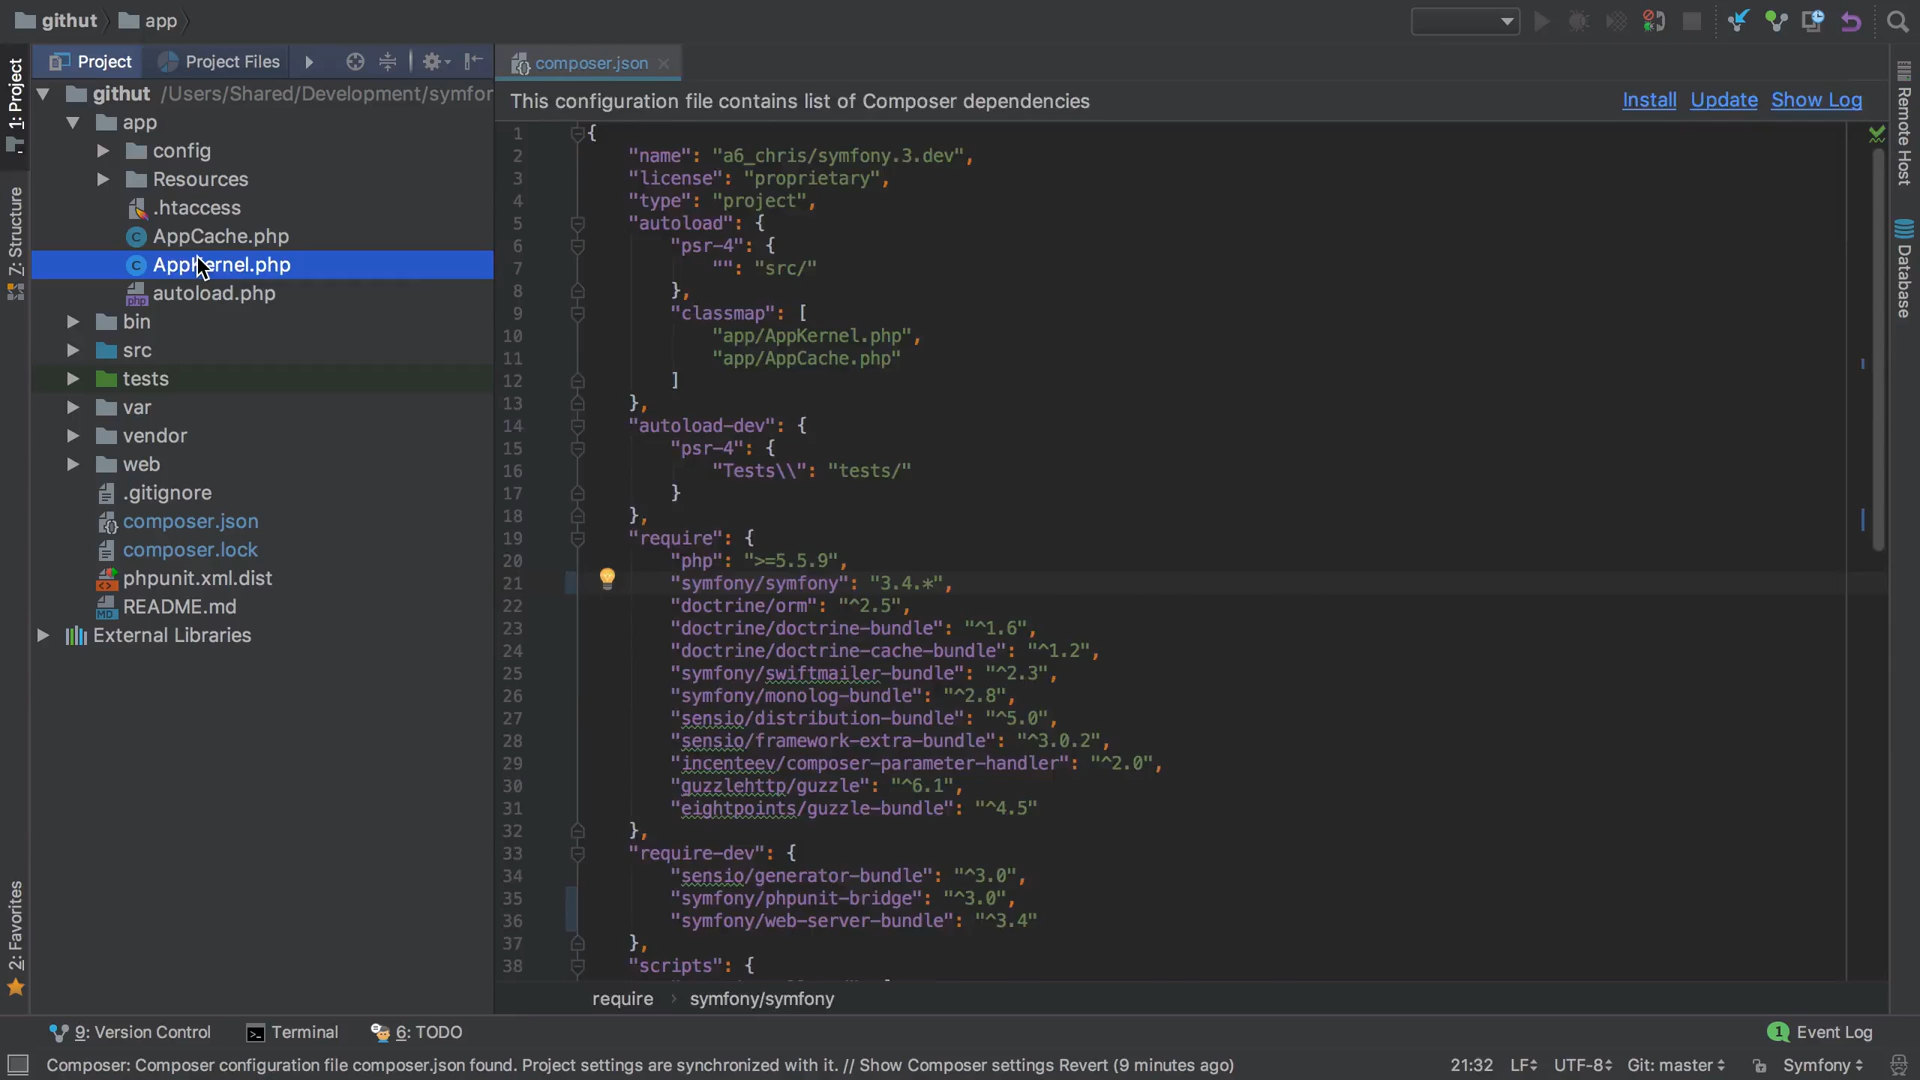 githut
app
Project
Project Files
composer.json
1: Project
Z: Structure
2: Favorites
githut /Users/Shared/Development/symfor
app
config
Resources
.htaccess
AppCache.php
AppKernel.php
autoload.php
bin
src
tests
var
vendor
web
.gitignore
composer.json
composer.lock
phpunit.xml.dist
README.md
External Libraries
This configuration file contains list of Composer dependencies
Install Update Show Log
1 {
2 "name": "a6_chris/symfony.3.dev",
3 "license": "proprietary",
4 "type": "project",
5 "autoload": {
6 "psr-4": {
7 "": "src/"
8 },
9 "classmap": [
10 "app/AppKernel.php",
11 "app/AppCache.php"
12 ]
13 },
14 "autoload-dev": {
15 "psr-4": {
16 "Tests\\": "tests/"
17 }
18 },
19 "require": {
20 "php": ">=5.5.9",
21 "symfony/symfony": "3.4.*",
22 "doctrine/orm": "^2.5",
23 "doctrine/doctrine-bundle": "^1.6",
24 "doctrine/doctrine-cache-bundle": "^1.2",
25 "symfony/swiftmailer-bundle": "^2.3",
26 "symfony/monolog-bundle": "^2.8",
27 "sensio/distribution-bundle": "^5.0",
28 "sensio/framework-extra-bundle": "^3.0.2",
29 "incenteev/composer-parameter-handler": "^2.0",
30 "guzzlehttp/guzzle": "^6.1",
31 "eightpoints/guzzle-bundle": "^4.5"
32 },
33 "require-dev": {
34 "sensio/generator-bundle": "^3.0",
35 "symfony/phpunit-bridge": "^3.0",
36 "symfony/web-server-bundle": "^3.4"
37 },
38 "scripts": {
require › symfony/symfony
Remote Host
Database
9: Version Control
Terminal
6: TODO
1 Event Log
Composer: Composer configuration file composer.json found. Project settings are synchronized with it. // Show Composer settings Revert (9 minutes ago)
21:32 LF UTF-8 Git: master Symfony